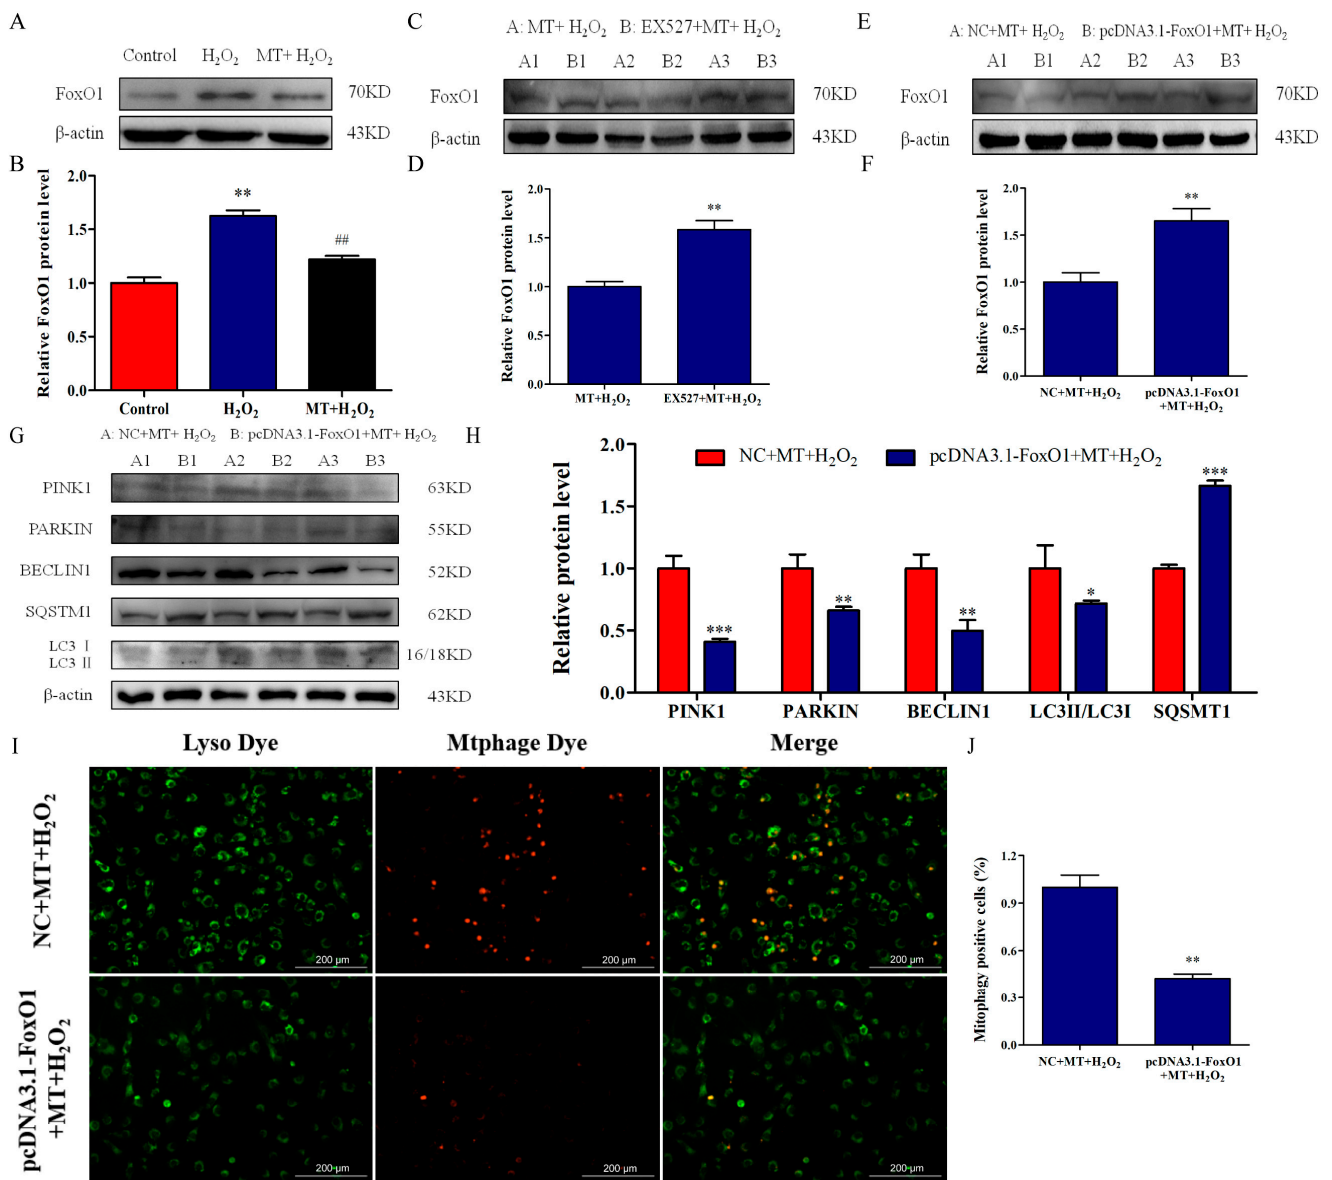 A
Control H₂O₂ MT+ H₂O₂
FoxO1 70KD
β-actin 43KD
B
Relative FoxO1 protein level
2.0
1.5
1.0
0.5
0.0
**
##
Control H₂O₂ MT+H₂O₂
C
A: MT+ H₂O₂ B: EX527+MT+ H₂O₂
A1 B1 A2 B2 A3 B3
FoxO1 70KD
β-actin 43KD
D
Relative FoxO1 protein level
2.0
1.5
1.0
0.5
0.0
**
MT+H₂O₂ EX527+MT+H₂O₂
E
A: NC+MT+ H₂O₂ B: pcDNA3.1-FoxO1+MT+ H₂O₂
A1 B1 A2 B2 A3 B3
FoxO1 70KD
β-actin 43KD
F
Relative FoxO1 protein level
2.0
1.5
1.0
0.5
0.0
**
NC+MT+H₂O₂ pcDNA3.1-FoxO1
+MT+H₂O₂
G
A: NC+MT+ H₂O₂ B: pcDNA3.1-FoxO1+MT+ H₂O₂
A1 B1 A2 B2 A3 B3
PINK1 63KD
PARKIN 55KD
BECLIN1 52KD
SQSTM1 62KD
LC3 Ⅰ
LC3 Ⅱ 16/18KD
β-actin 43KD
H
Relative protein level
2.0
1.5
1.0
0.5
0.0
NC+MT+H₂O₂ pcDNA3.1-FoxO1+MT+H₂O₂
***
**
**
*
***
PINK1 PARKIN BECLIN1 LC3II/LC3I SQSMT1
I
Lyso Dye Mtphage Dye Merge
NC+MT+H₂O₂
200 μm 200 μm 200 μm
pcDNA3.1-FoxO1
+MT+H₂O₂
200 μm 200 μm 200 μm
J
Mitophagy positive cells (%)
1.2
0.9
0.6
0.3
0.0
**
NC+MT+H₂O₂ pcDNA3.1-FoxO1
+MT+H₂O₂